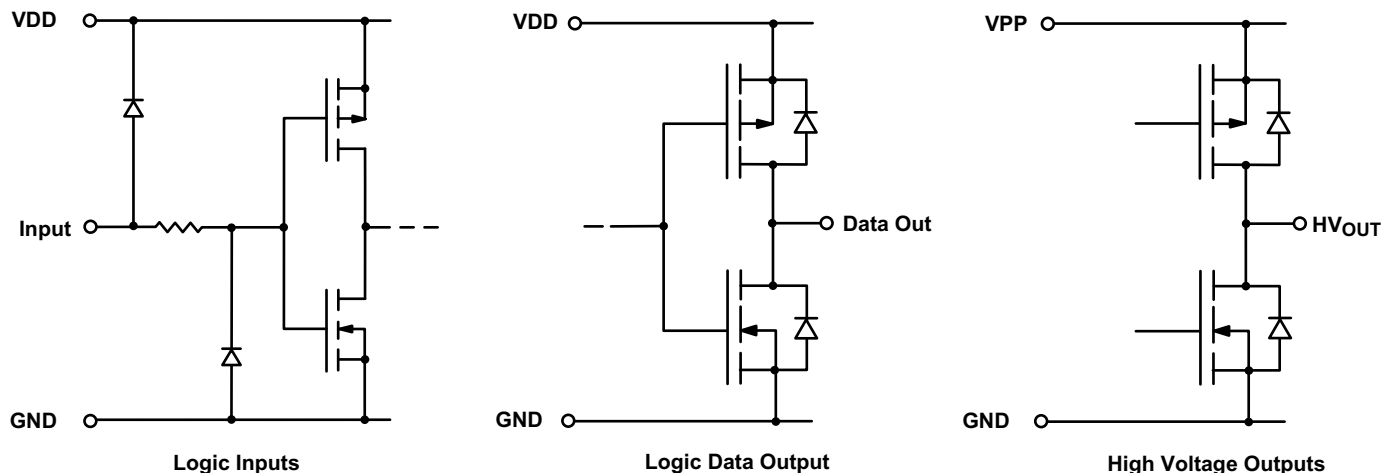 VDD
Input
GND
Logic Inputs
VDD
Data Out
GND
Logic Data Output
VPP
HVOUT
GND
High Voltage Outputs